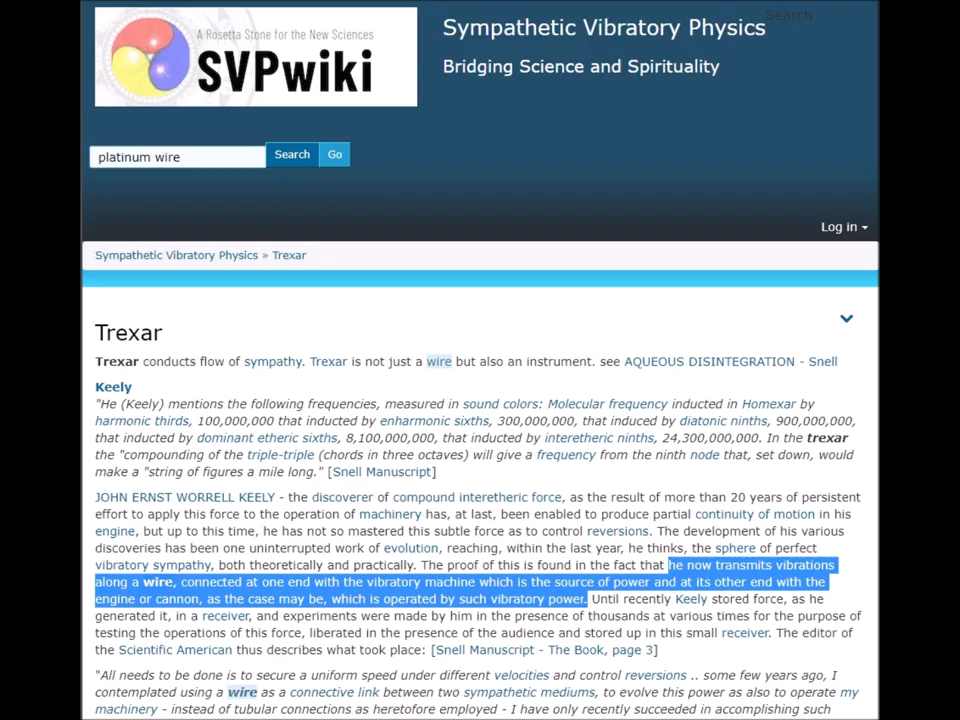 Search
A Rosetta Stone for the New Sciences
SVPwiki
Sympathetic Vibratory Physics
Bridging Science and Spirituality
platinum wire
Search Go
Log in
Sympathetic Vibratory Physics » Trexar
Trexar
Trexar conducts flow of sympathy. Trexar is not just a wire but also an instrument. see AQUEOUS DISINTEGRATION - Snell
Keely
"He (Keely) mentions the following frequencies, measured in sound colors: Molecular frequency inducted in Homexar by
harmonic thirds, 100,000,000 that inducted by enharmonic sixths, 300,000,000, that induced by diatonic ninths, 900,000,000,
that inducted by dominant etheric sixths, 8,100,000,000, that inducted by interetheric ninths, 24,300,000,000. In the trexar
the "compounding of the triple-triple (chords in three octaves) will give a frequency from the ninth node that, set down, would
make a "string of figures a mile long." [Snell Manuscript]
JOHN ERNST WORRELL KEELY - the discoverer of compound interetheric force, as the result of more than 20 years of persistent
effort to apply this force to the operation of machinery has, at last, been enabled to produce partial continuity of motion in his
engine, but up to this time, he has not so mastered this subtle force as to control reversions. The development of his various
discoveries has been one uninterrupted work of evolution, reaching, within the last year, he thinks, the sphere of perfect
vibratory sympathy, both theoretically and practically. The proof of this is found in the fact that he now transmits vibrations
along a wire, connected at one end with the vibratory machine which is the source of power and at its other end with the
engine or cannon, as the case may be, which is operated by such vibratory power. Until recently Keely stored force, as he
generated it, in a receiver, and experiments were made by him in the presence of thousands at various times for the purpose of
testing the operations of this force, liberated in the presence of the audience and stored up in this small receiver. The editor of
the Scientific American thus describes what took place: [Snell Manuscript - The Book, page 3]
"All needs to be done is to secure a uniform speed under different velocities and control reversions .. some few years ago, I
contemplated using a wire as a connective link between two sympathetic mediums, to evolve this power as also to operate my
machinery - instead of tubular connections as heretofore employed - I have only recently succeeded in accomplishing such